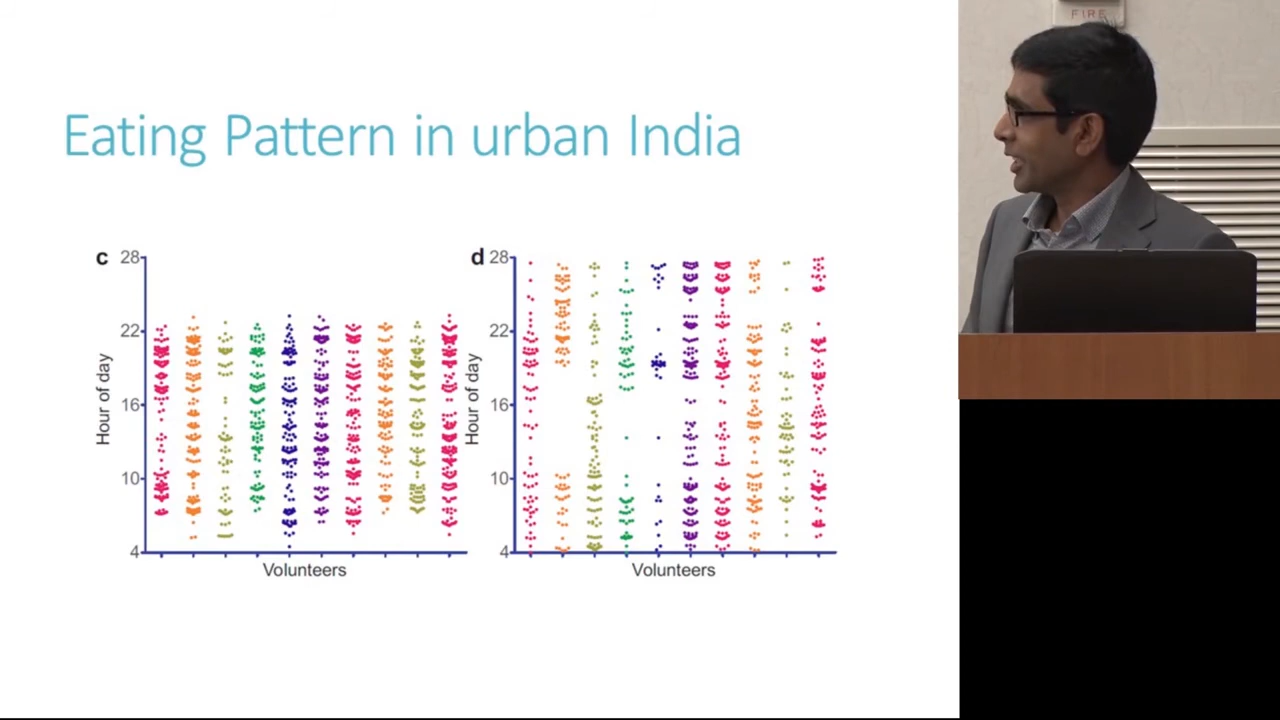 FIRE
Eating Pattern in urban India
c
28
22
16
10
4
Hour of day
Volunteers
d
28
22
16
10
4
Hour of day
Volunteers